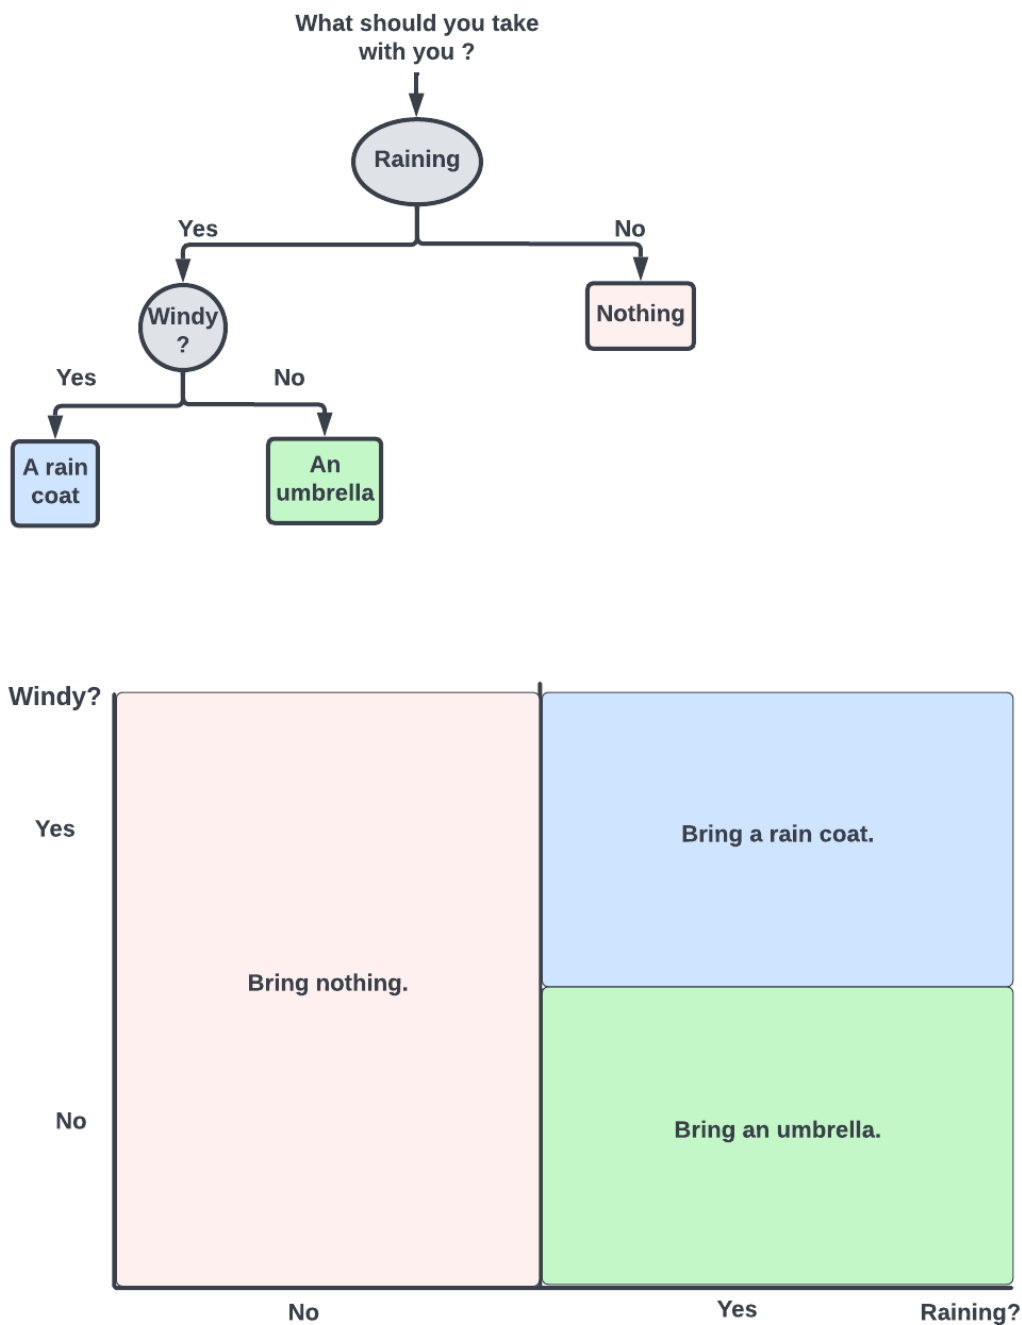 What should you take
with you ?
Raining
Yes
No
Windy
?
Nothing
Yes
No
A rain
coat
An
umbrella
Windy?
Yes
Bring a rain coat.
Bring nothing.
No
Bring an umbrella.
No
Yes
Raining?